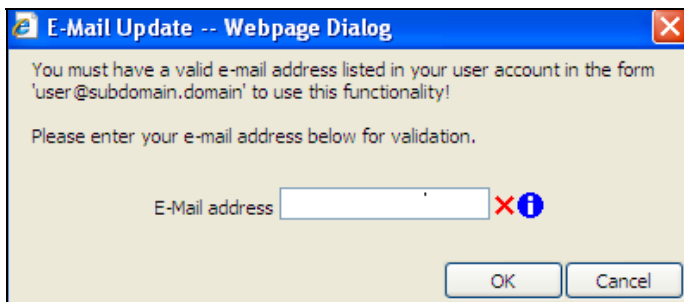 E-Mail Update -- Webpage Dialog
You must have a valid e-mail address listed in your user account in the form
'user@subdomain.domain' to use this functionality!
Please enter your e-mail address below for validation.
E-Mail address
OK Cancel